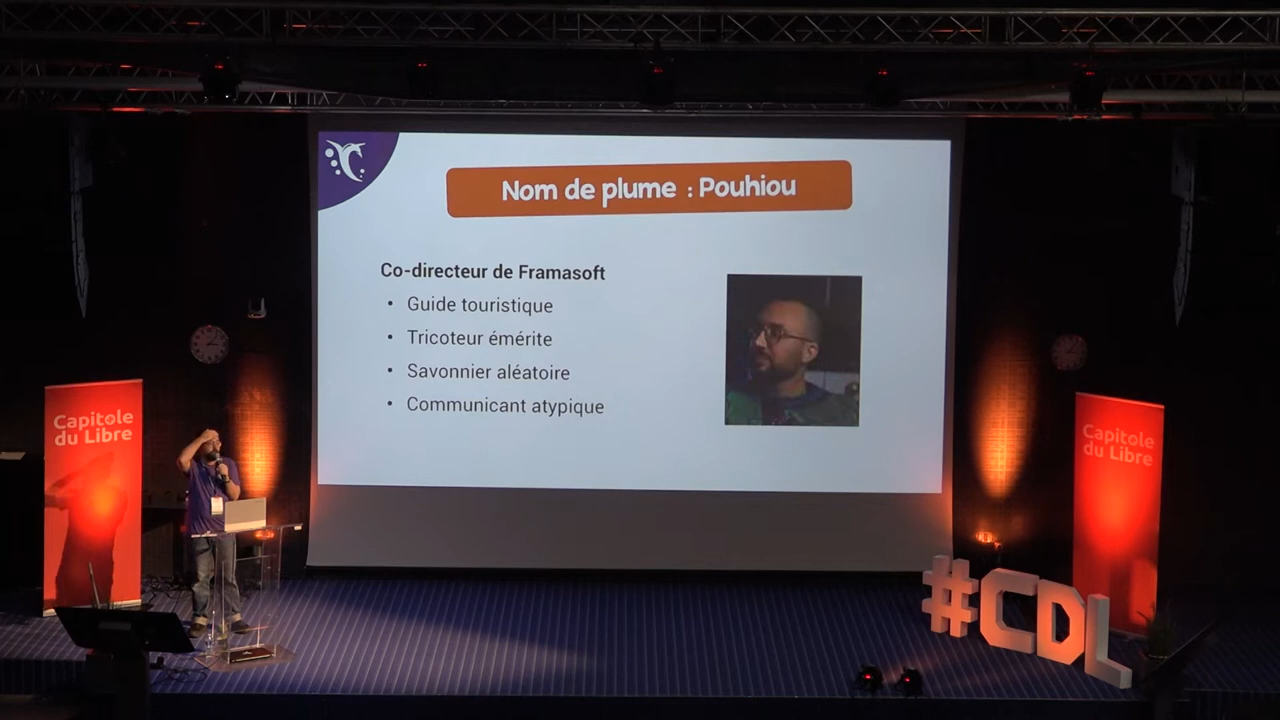 Nom de plume : Pouhiou
Co-directeur de Framasoft
• Guide touristique
• Tricoteur émérite
• Savonnier aléatoire
• Communicant atypique
Capitole
du Libre
Capitole
du Libre
#CDL